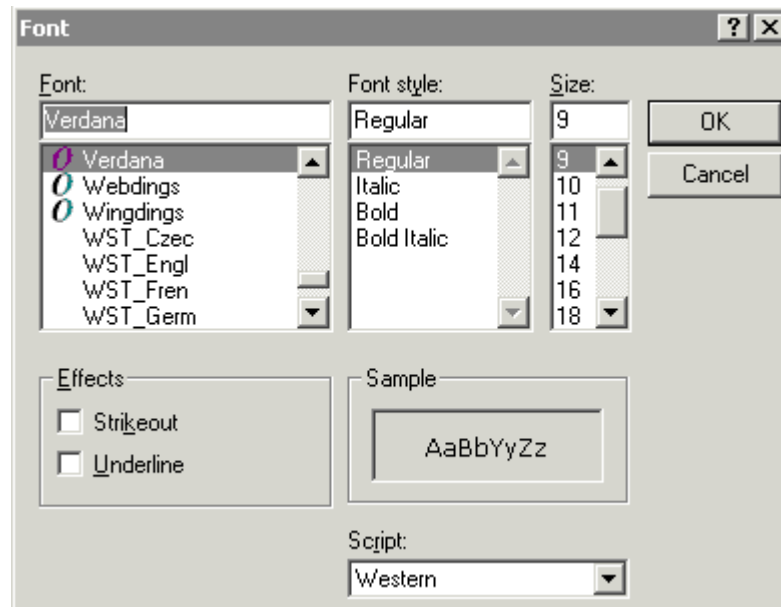 Font
Font: Font style: Size:
Verdana Regular 9 OK
Verdana Regular 9 Cancel
Webdings Italic 10
Wingdings Bold 11
WST_Czec Bold Italic 12
WST_Engl 14
WST_Fren 16
WST_Germ 18
Effects Sample
Strikeout
AaBbYyZz
Underline
Script:
Western